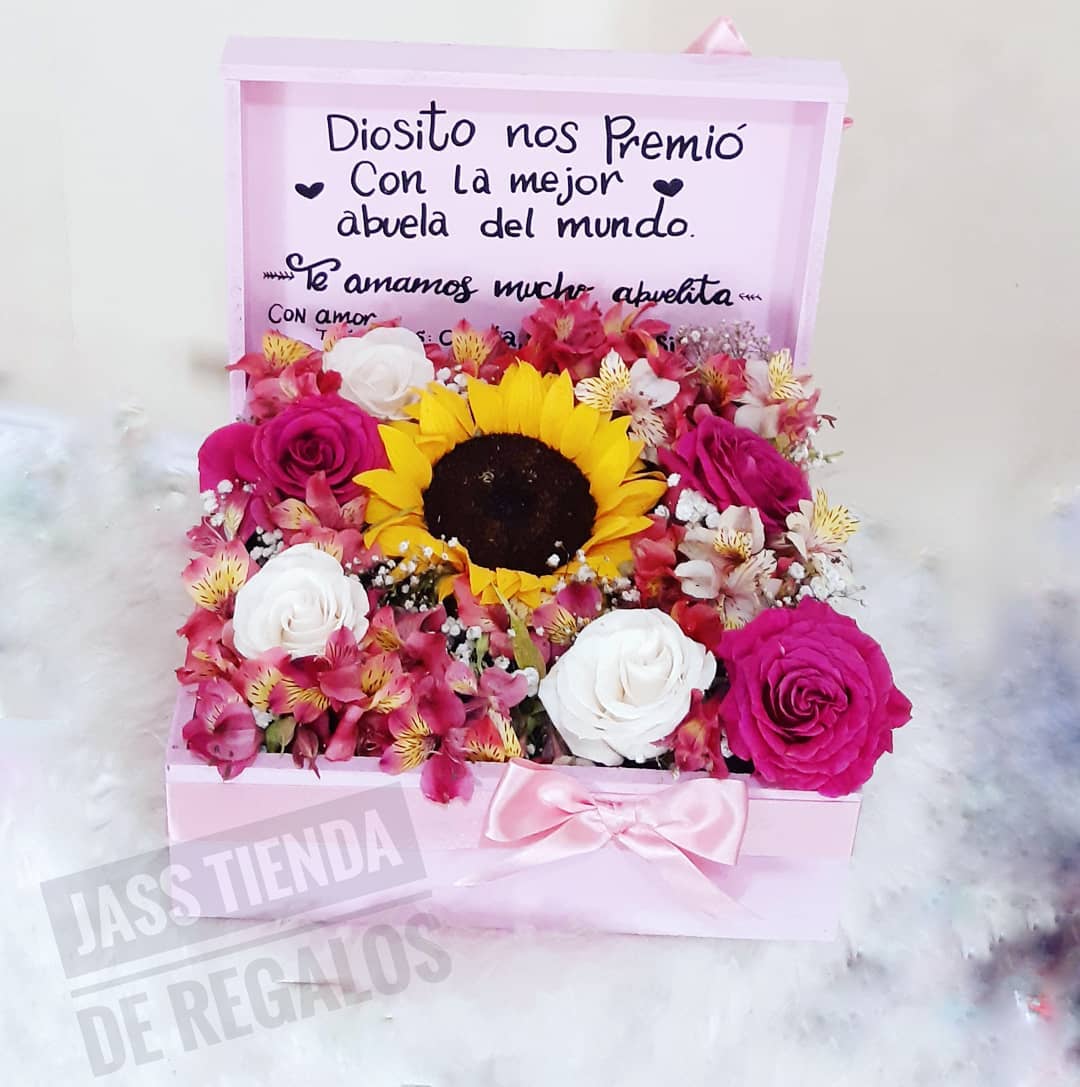 Diosito nos Premió
Con la mejor
abuela del mundo.
Te amamos mucho abuelita
Con amor
JASS TIENDA
DE REGALOS